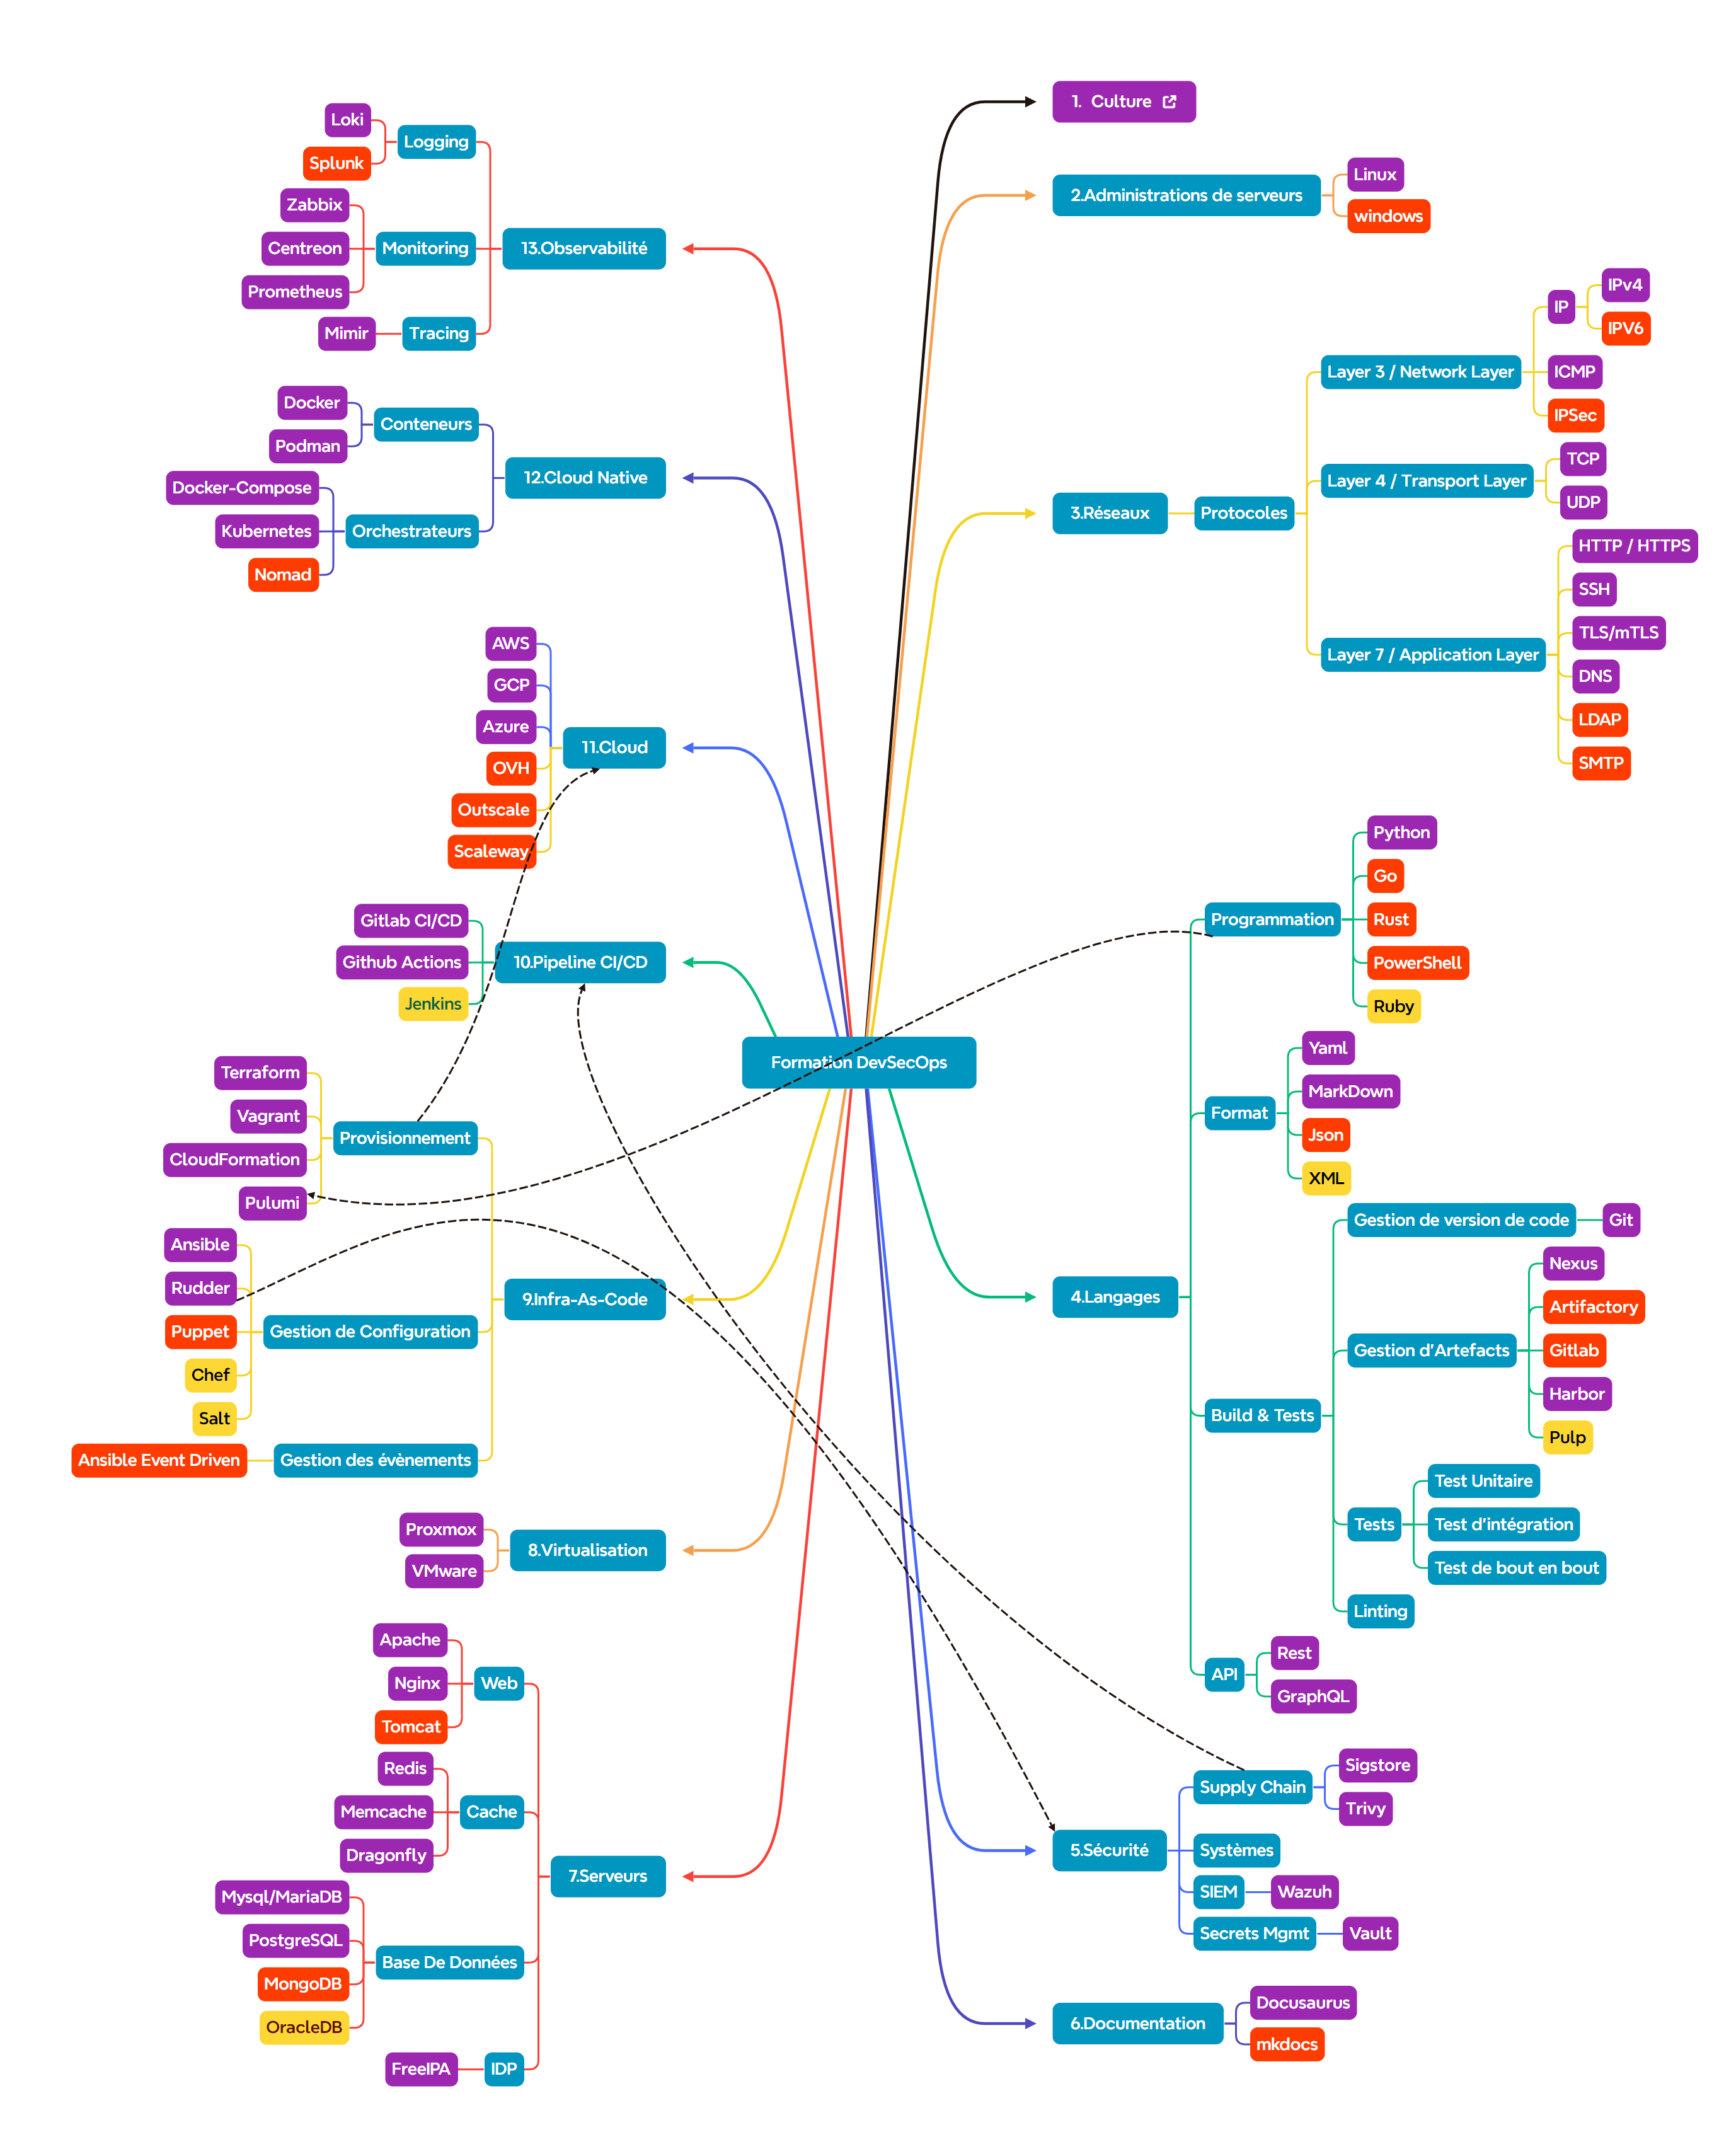 1. Culture
2.Administrations de serveurs
Linux
windows
3.Réseaux
Protocoles
Layer 3 / Network Layer
IP
IPv4
IPV6
ICMP
IPSec
Layer 4 / Transport Layer
TCP
UDP
Layer 7 / Application Layer
HTTP / HTTPS
SSH
TLS/mTLS
DNS
LDAP
SMTP
4.Langages
Programmation
Python
Go
Rust
PowerShell
Ruby
Format
Yaml
MarkDown
Json
XML
Build & Tests
Gestion de version de code
Git
Gestion d'Artefacts
Nexus
Artifactory
Gitlab
Harbor
Pulp
Tests
Test Unitaire
Test d'intégration
Test de bout en bout
Linting
API
Rest
GraphQL
5.Sécurité
Supply Chain
Sigstore
Trivy
Systèmes
SIEM
Wazuh
Secrets Mgmt
Vault
6.Documentation
Docusaurus
mkdocs
Formation DevSecOps
13.Observabilité
Logging
Loki
Splunk
Monitoring
Zabbix
Centreon
Prometheus
Tracing
Mimir
12.Cloud Native
Conteneurs
Docker
Podman
Orchestrateurs
Docker-Compose
Kubernetes
Nomad
11.Cloud
AWS
GCP
Azure
OVH
Outscale
Scaleway
10.Pipeline CI/CD
Gitlab CI/CD
Github Actions
Jenkins
9.Infra-As-Code
Provisionnement
Terraform
Vagrant
CloudFormation
Pulumi
Gestion de Configuration
Ansible
Rudder
Puppet
Chef
Salt
Gestion des évènements
Ansible Event Driven
8.Virtualisation
Proxmox
VMware
7.Serveurs
Web
Apache
Nginx
Tomcat
Cache
Redis
Memcache
Dragonfly
Base De Données
Mysql/MariaDB
PostgreSQL
MongoDB
OracleDB
IDP
FreeIPA